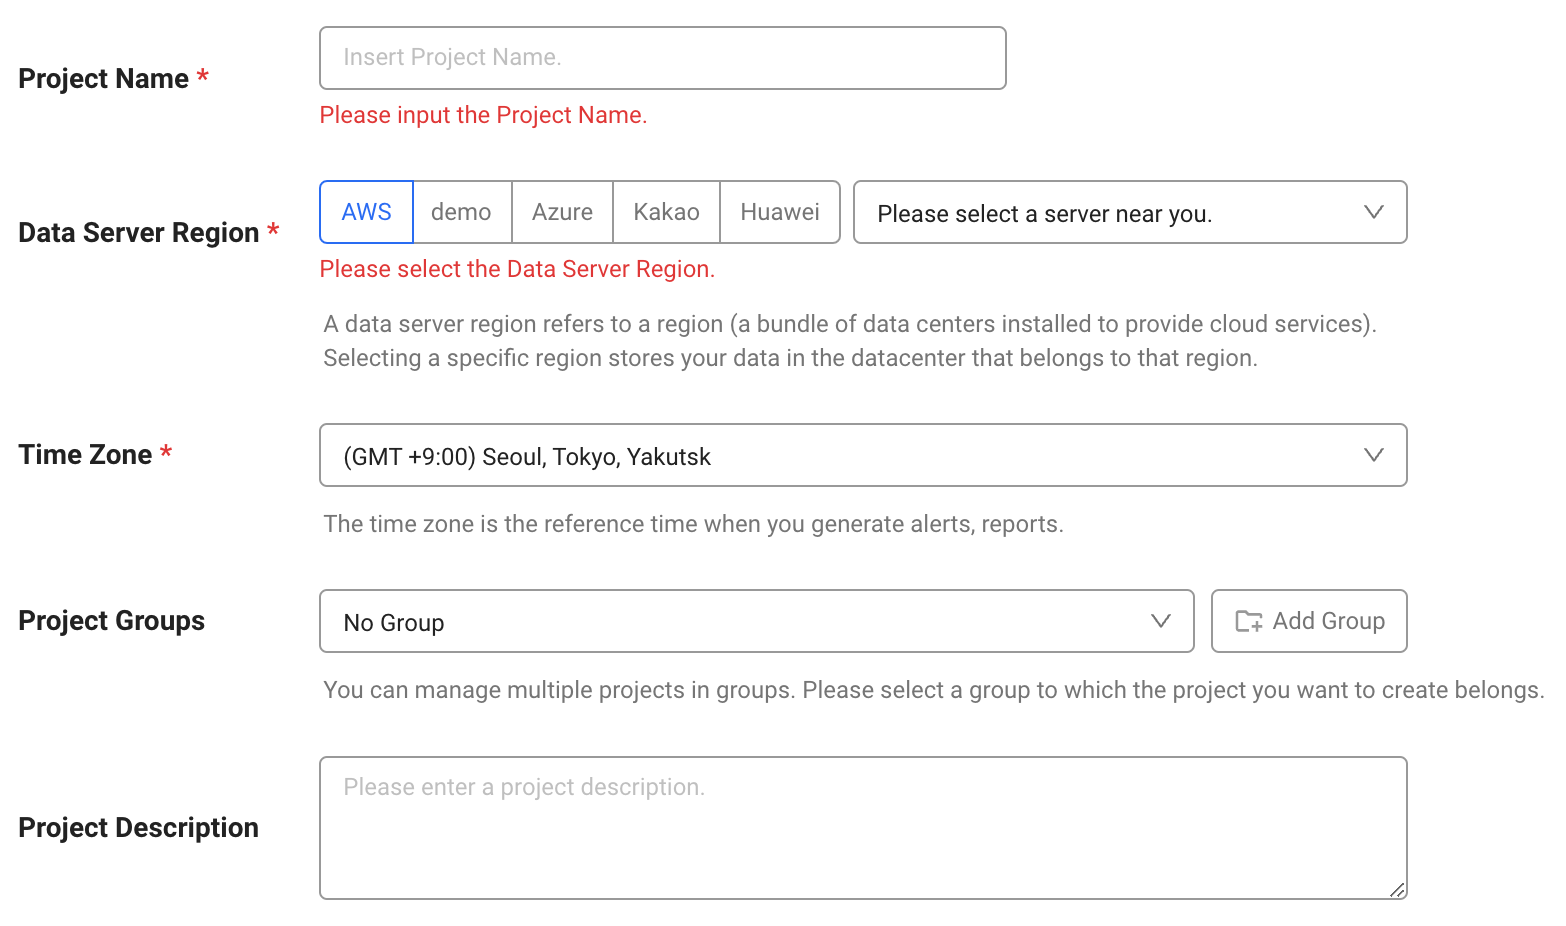 Project Name *
Insert Project Name.
Please input the Project Name.
Data Server Region *
AWS demo Azure Kakao Huawei Please select a server near you.
Please select the Data Server Region.
A data server region refers to a region (a bundle of data centers installed to provide cloud services).
Selecting a specific region stores your data in the datacenter that belongs to that region.
Time Zone *
(GMT +9:00) Seoul, Tokyo, Yakutsk
The time zone is the reference time when you generate alerts, reports.
Project Groups
No Group Add Group
You can manage multiple projects in groups. Please select a group to which the project you want to create belongs.
Project Description
Please enter a project description.